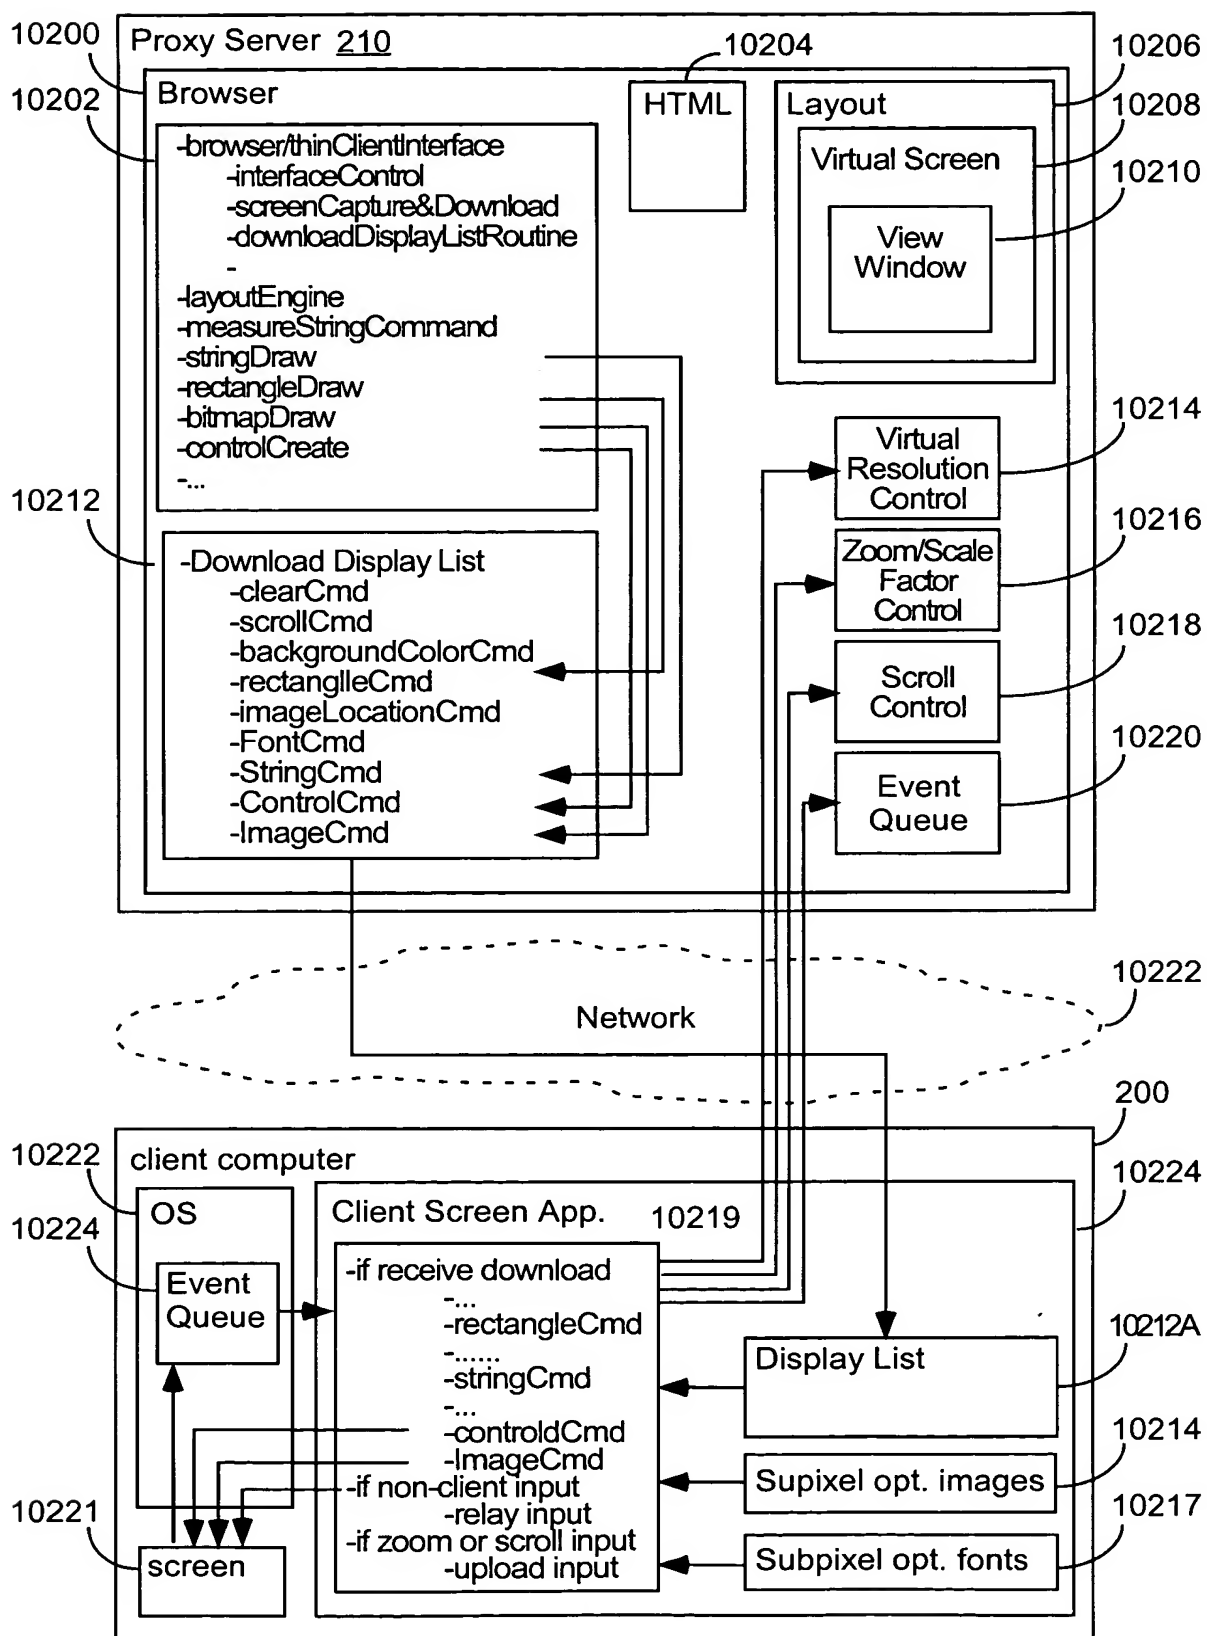 10200
Proxy Server 210
10204
10206
10202
Browser
HTML
Layout
10208
-browser/thinClientInterface
-interfaceControl
-screenCapture&Download
-downloadDisplayListRoutine
-
-layoutEngine
-measureStringCommand
-stringDraw
-rectangleDraw
-bitmapDraw
-controlCreate
-...
Virtual Screen
10210
View
Window
10214
Virtual
Resolution
Control
10212
10216
Zoom/Scale
Factor
Control
-Download Display List
-clearCmd
-scrollCmd
-backgroundColorCmd
-rectanglleCmd
-imageLocationCmd
-FontCmd
-StringCmd
-ControlCmd
-ImageCmd
10218
Scroll
Control
10220
Event
Queue
10222
Network
200
10222
client computer
10224
OS
Client Screen App.
10219
10224
Event
Queue
-if receive download
-...
-rectangleCmd
-......
-stringCmd
-...
-controldCmd
-ImageCmd
-if non-client input
-relay input
-if zoom or scroll input
-upload input
10212A
Display List
10214
Supixel opt. images
10217
Subpixel opt. fonts
10221
screen